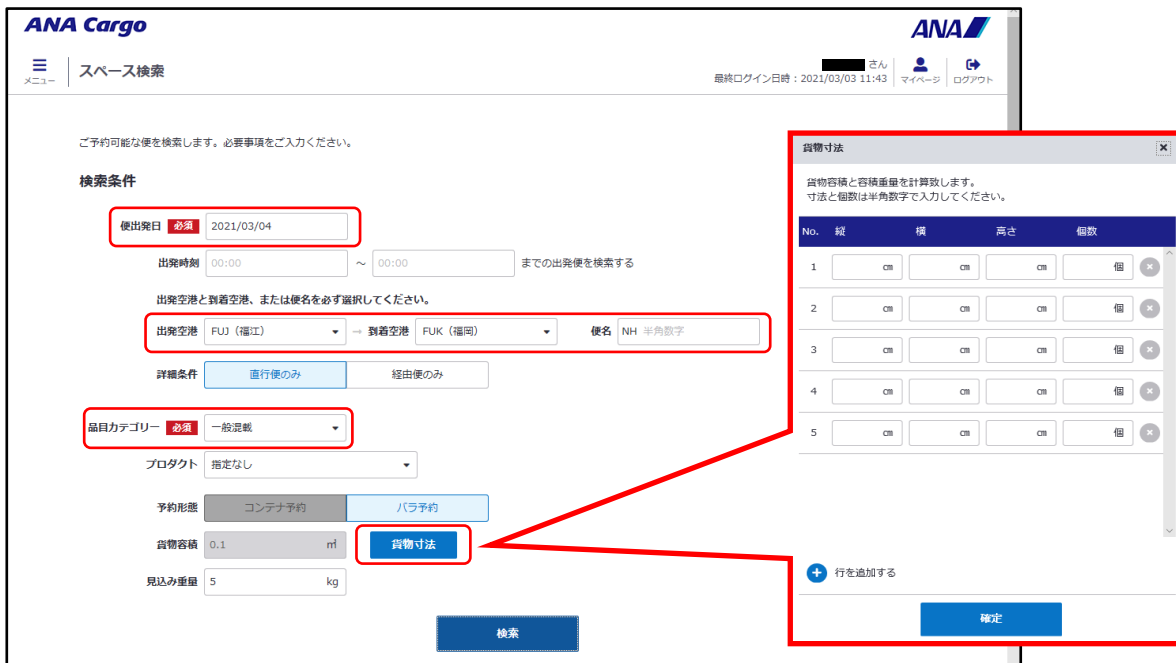 ANA Cargo
ANA
メニュー
スペース検索
さん
最終ログイン日時：2021/03/03 11:43
マイページ
ログアウト
ご予約可能な便を検索します。必要事項をご入力ください。
検索条件
便出発日 必須 2021/03/04
出発時刻 00:00 ～ 00:00 までの出発便を検索する
出発空港と到着空港、または便名を必ず選択してください。
出発空港 FUJ（福江） → 到着空港 FUK（福岡） 便名 NH 半角数字
詳細条件 直行便のみ 経由便のみ
品目カテゴリー 必須 一般混載
プロダクト 指定なし
予約形態 コンテナ予約 バラ予約
貨物容積 0.1 ㎥ 貨物寸法
見込み重量 5 kg
検索
貨物寸法
貨物容積と容積重量を計算致します。
寸法と個数は半角数字で入力してください。
No. 縦 横 高さ 個数
1 ㎝ ㎝ ㎝ 個
2 ㎝ ㎝ ㎝ 個
3 ㎝ ㎝ ㎝ 個
4 ㎝ ㎝ ㎝ 個
5 ㎝ ㎝ ㎝ 個
行を追加する
確定